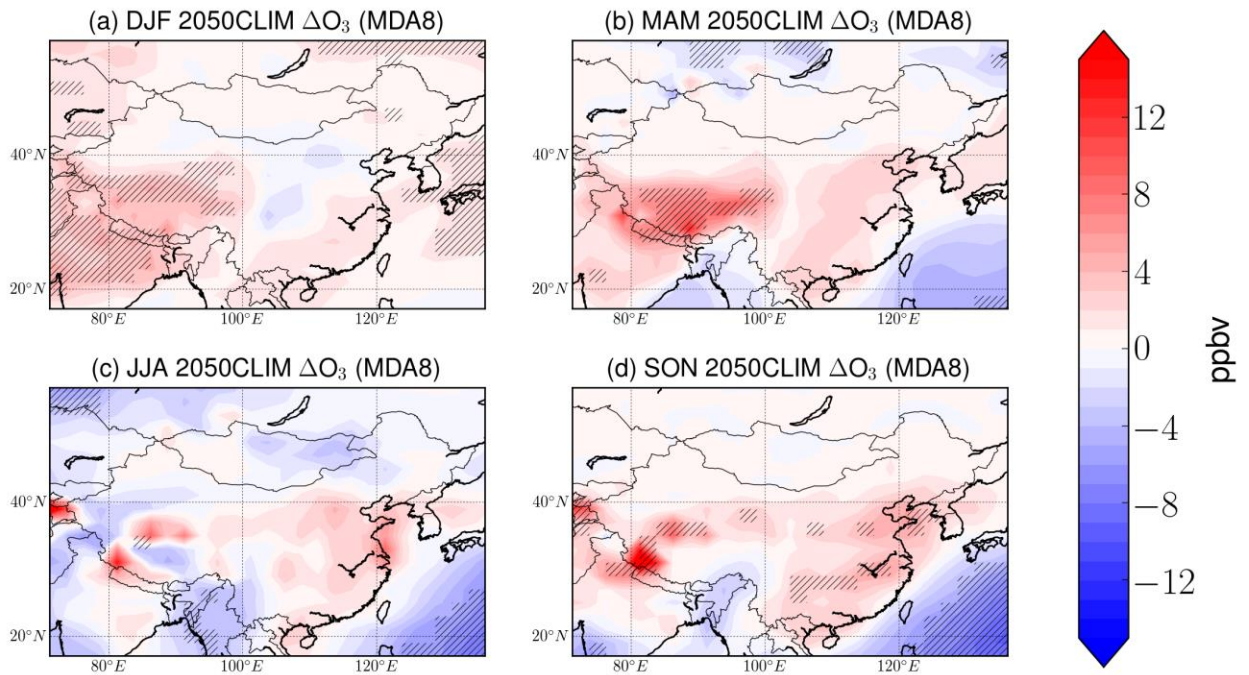 (a) DJF 2050CLIM ΔO₃ (MDA8)
(b) MAM 2050CLIM ΔO₃ (MDA8)
40°N
20°N
80°E 100°E 120°E
40°N
20°N
80°E 100°E 120°E
(c) JJA 2050CLIM ΔO₃ (MDA8)
(d) SON 2050CLIM ΔO₃ (MDA8)
40°N
20°N
80°E 100°E 120°E
40°N
20°N
80°E 100°E 120°E
12
8
4
0
−4
−8
−12
ppbv